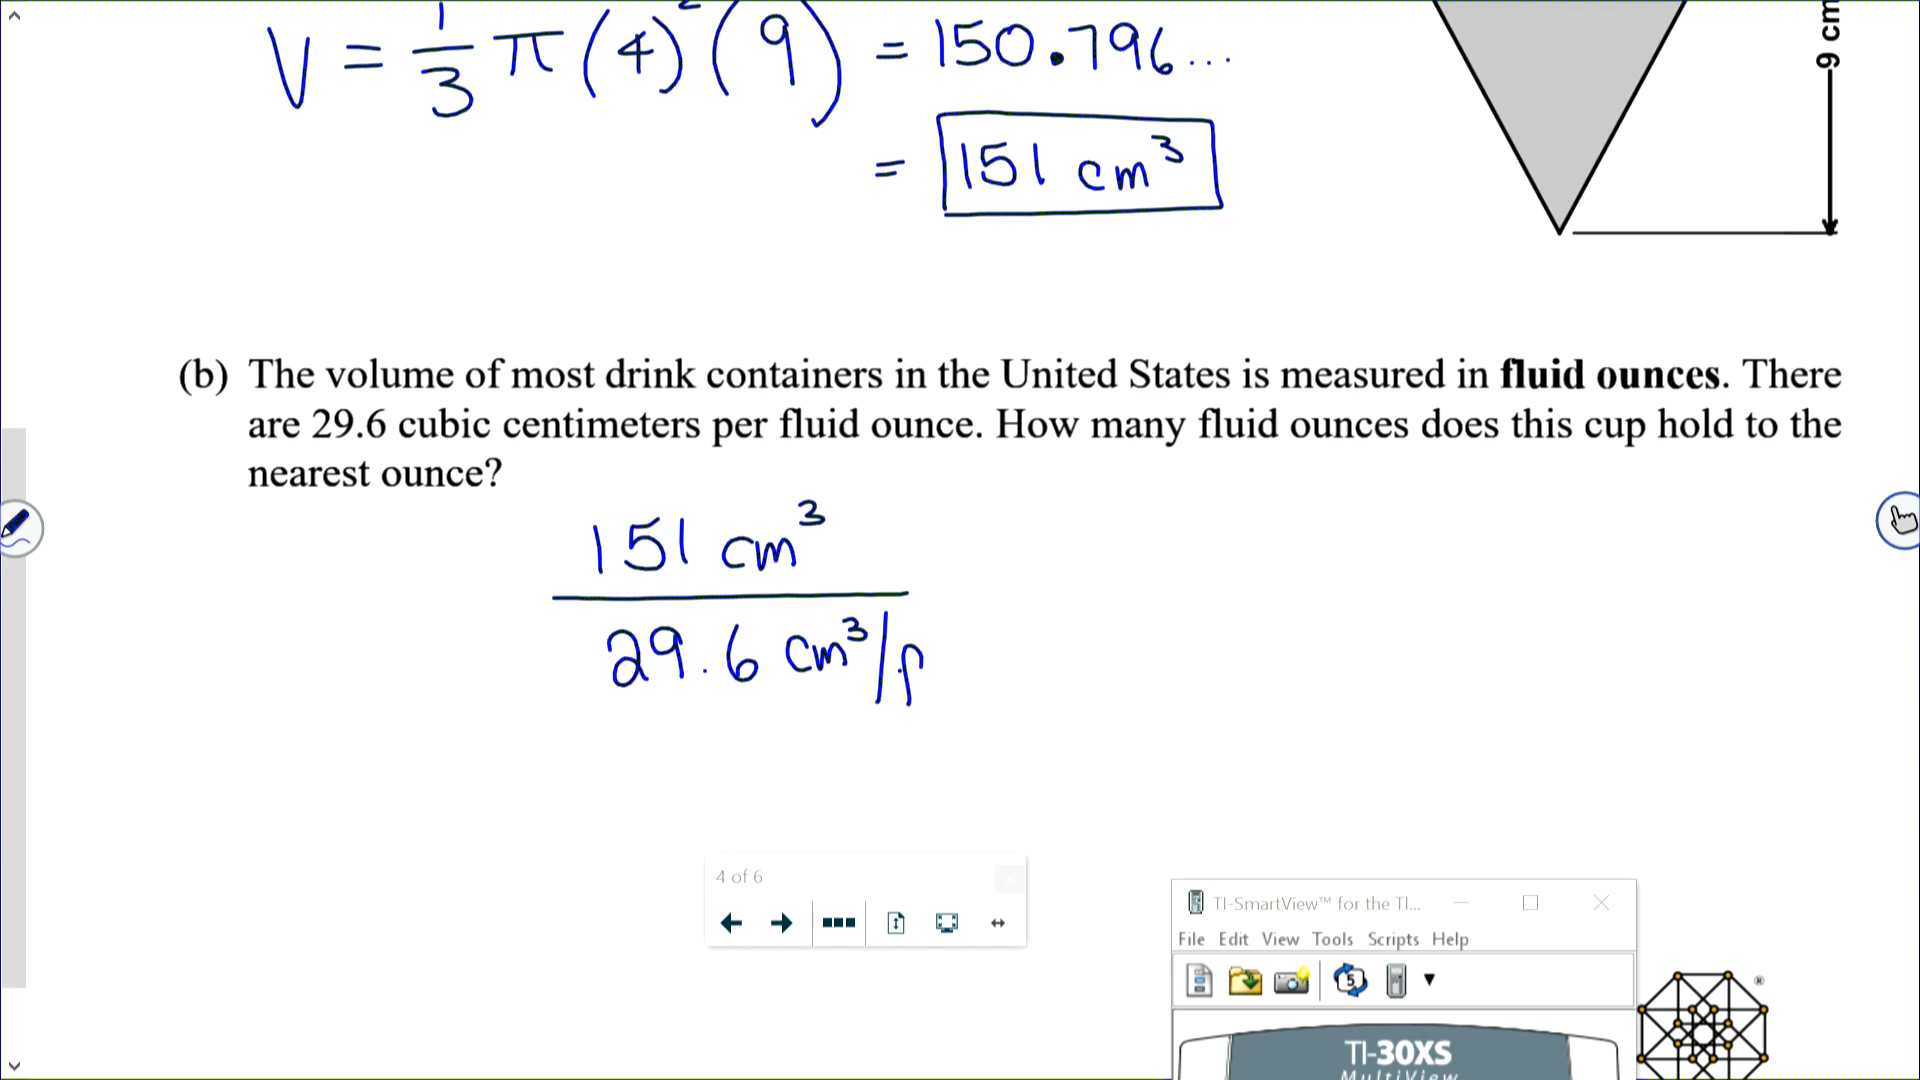 V = 1/3 π (4)² (9) = 150.796...
9 cm
= 151 cm³
(b) The volume of most drink containers in the United States is measured in fluid ounces. There
are 29.6 cubic centimeters per fluid ounce. How many fluid ounces does this cup hold to the
nearest ounce?
151 cm³
29.6 cm³/f
4 of 6
TI-SmartView™ for the TI...
File Edit View Tools Scripts Help
5
®
TI-30XS
MultiView